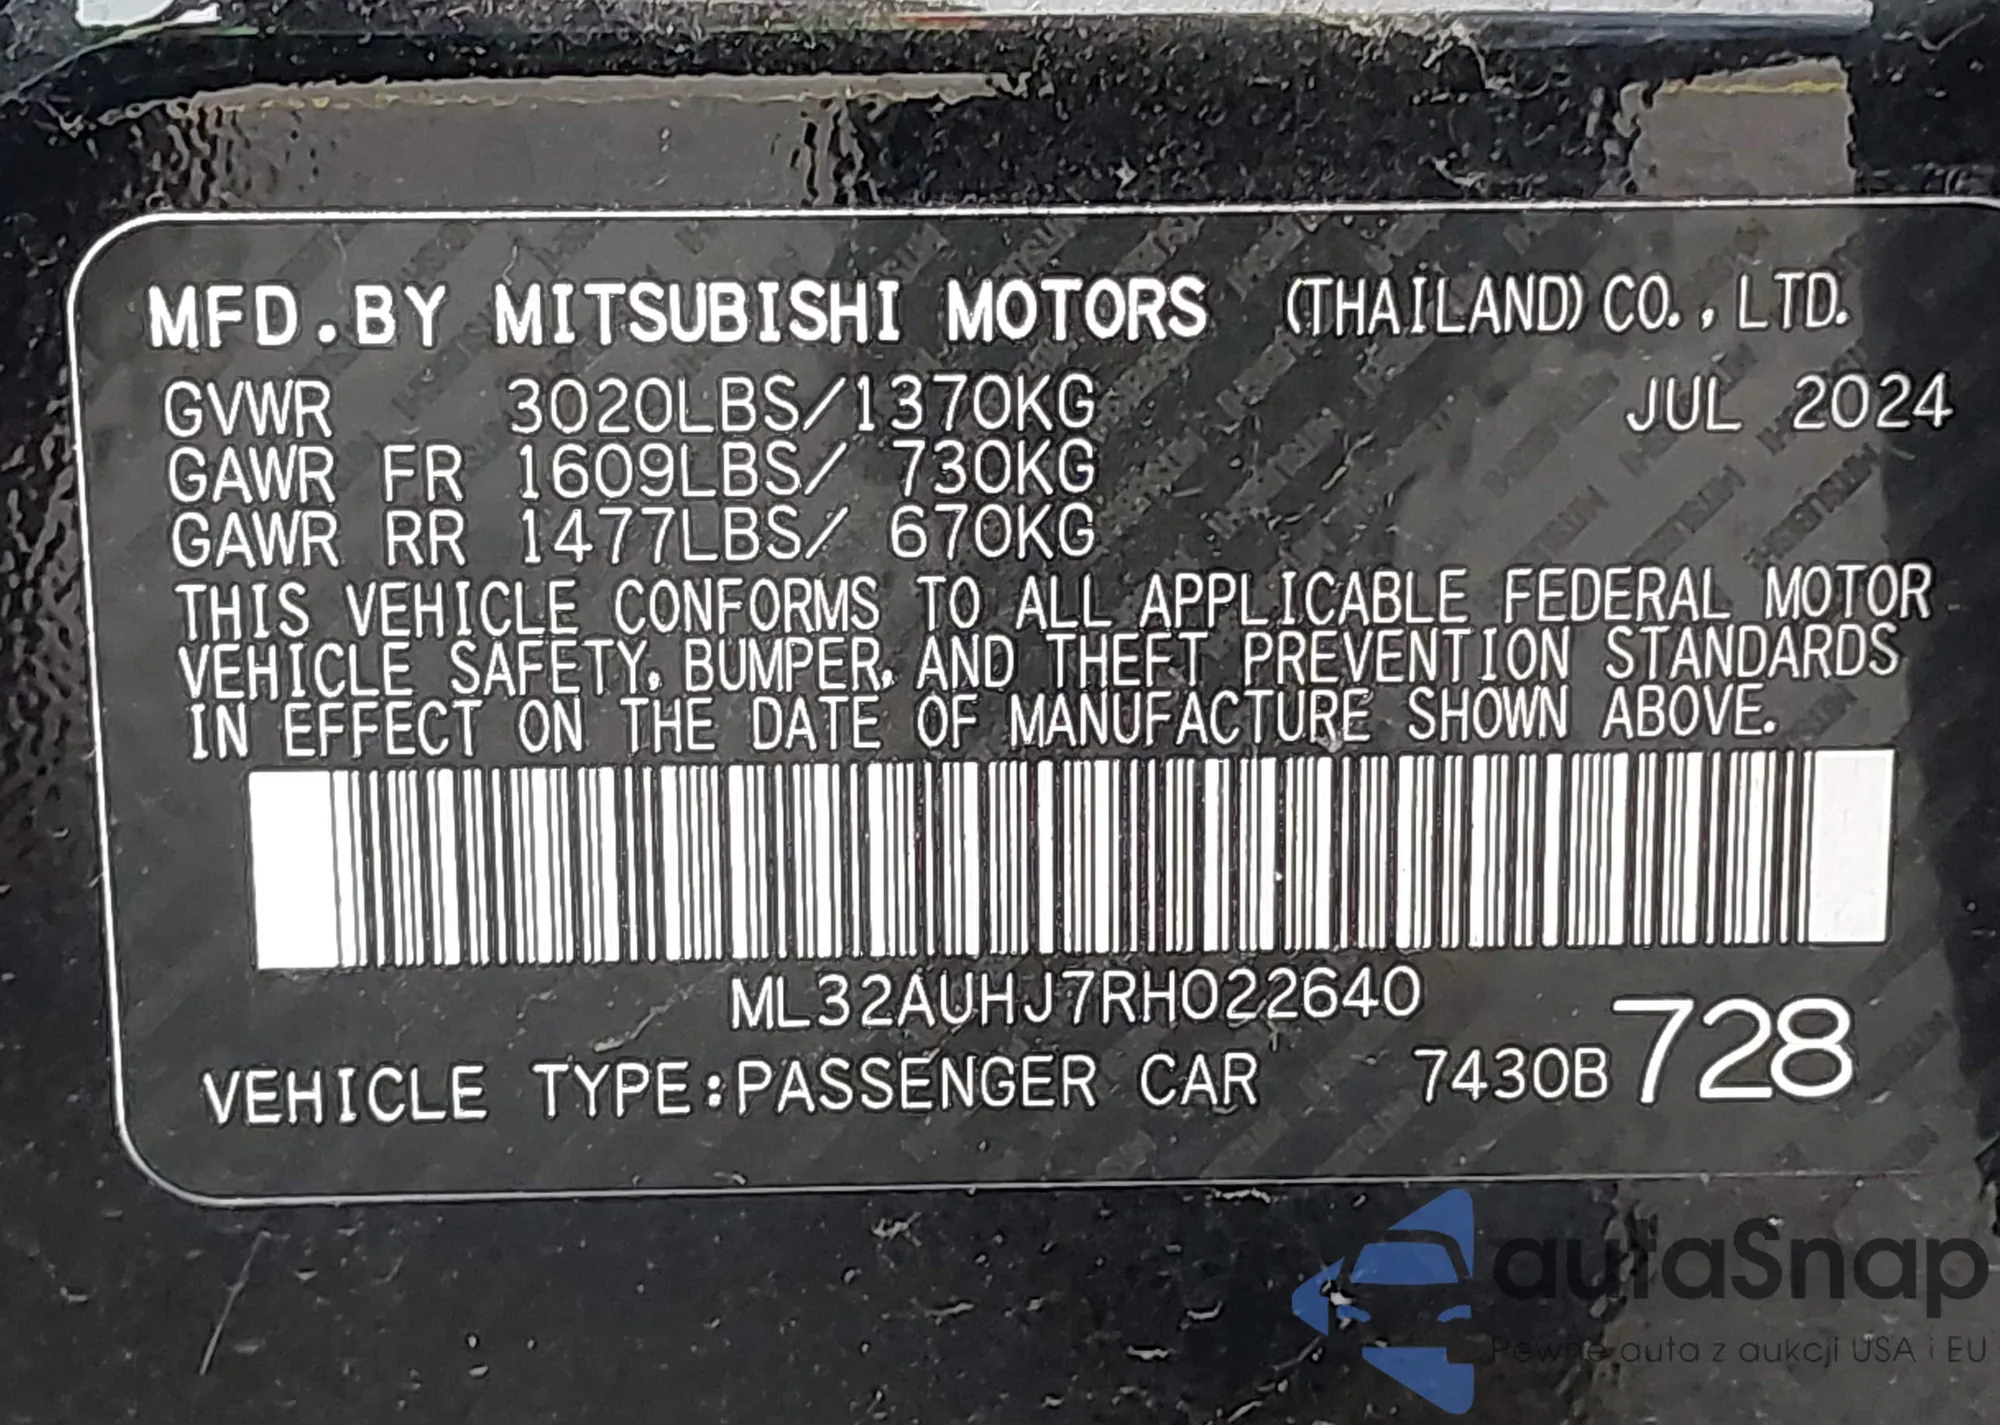 MFD.BY MITSUBISHI MOTORS (THAILAND) CO., LTD.
GVWR 3020LBS/1370KG JUL 2024
GAWR FR 1609LBS/ 730KG
GAWR RR 1477LBS/ 670KG
THIS VEHICLE CONFORMS TO ALL APPLICABLE FEDERAL MOTOR
VEHICLE SAFETY, BUMPER, AND THEFT PREVENTION STANDARDS
IN EFFECT ON THE DATE OF MANUFACTURE SHOWN ABOVE.
ML32AUHJ7RH022640
VEHICLE TYPE:PASSENGER CAR 7430B 728
autaSnap
Pewne auta z aukcji USA i EU